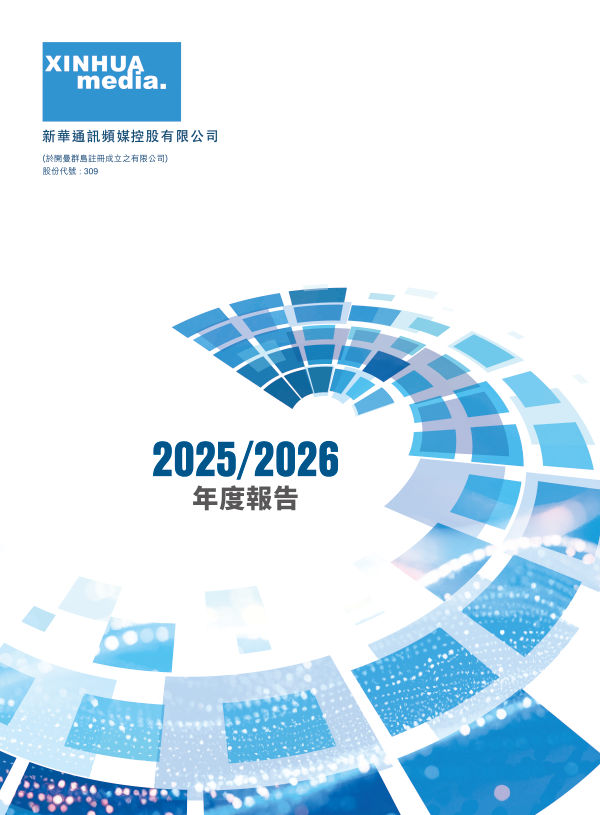 XINHUA
media.
新華通訊頻媒控股有限公司
(於開曼群島註冊成立之有限公司)
股份代號 : 309
2025/2026
年度報告